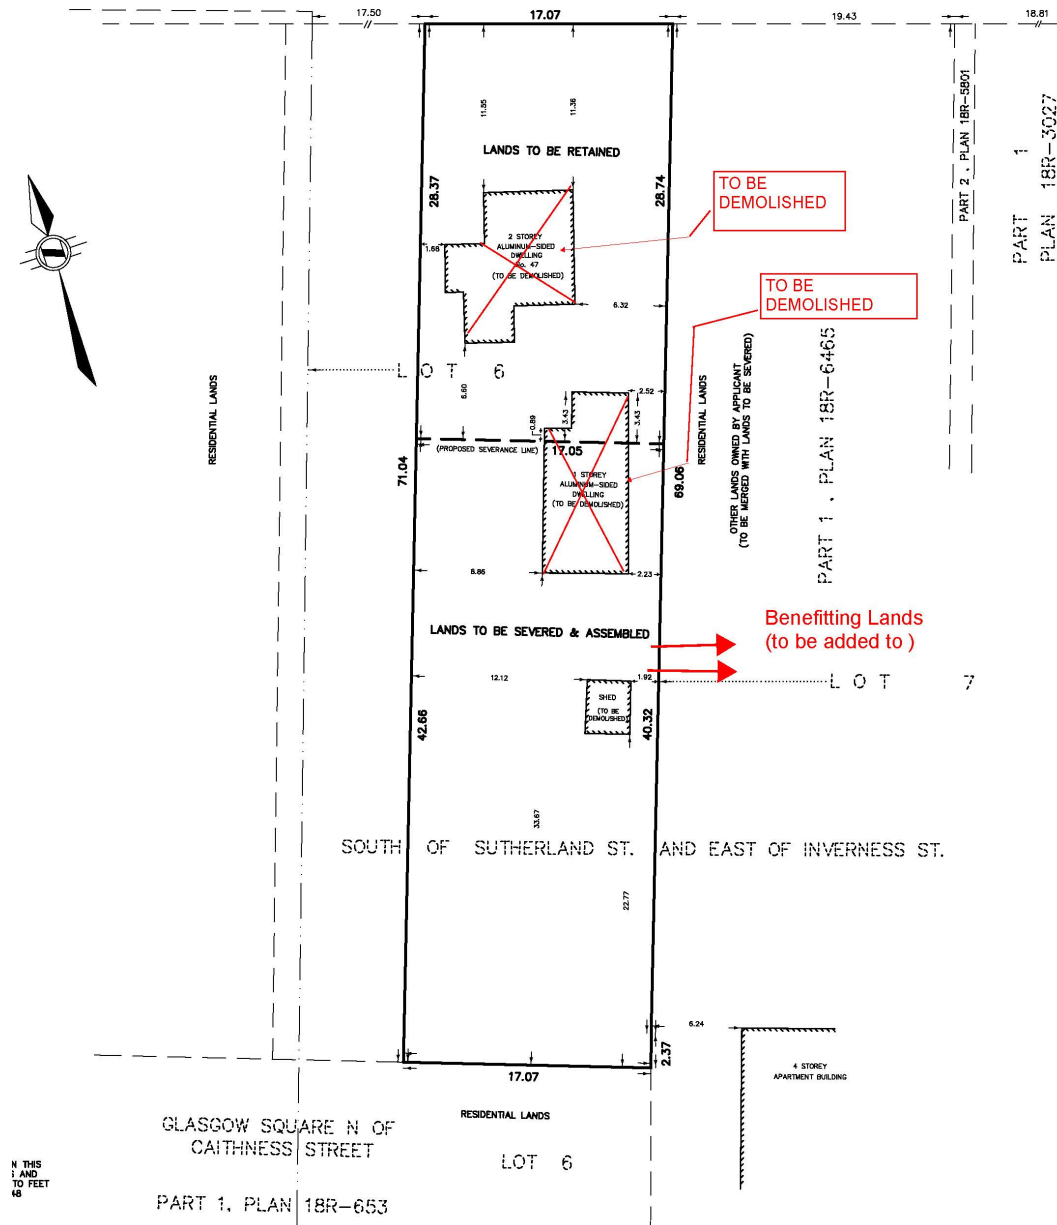 17.50
17.07
19.43
18.81
11.85
11.36
LANDS TO BE RETAINED
28.37
28.74
PART 2 , PLAN 18R-5801
PART 1
PLAN 18R-3027
TO BE
DEMOLISHED
2 STOREY
ALUMINUM-SIDED
DWELLING
No. 47
(TO BE DEMOLISHED)
1.68
6.32
TO BE
DEMOLISHED
RESIDENTIAL LANDS
LOT 6
6.60
0.89
3.43
2.52
3.43
RESIDENTIAL LANDS
OTHER LANDS OWNED BY APPLICANT
(TO BE MERGED WITH LANDS TO BE SEVERED)
PART 1 , PLAN 18R-6465
(PROPOSED SEVERANCE LINE)
17.05
71.04
69.06
1 STOREY
ALUMINUM-SIDED
DWELLING
(TO BE DEMOLISHED)
8.86
2.23
LANDS TO BE SEVERED & ASSEMBLED
Benefitting Lands
(to be added to )
12.12
1.92
LOT 7
SHED
(TO BE
DEMOLISHED)
42.66
40.32
33.67
SOUTH OF SUTHERLAND ST. AND EAST OF INVERNESS ST.
22.77
6.24
2.37
4 STOREY
APARTMENT BUILDING
17.07
RESIDENTIAL LANDS
GLASGOW SQUARE N OF
CAITHNESS STREET
LOT 6
N THIS
AND
TO FEET
48
PART 1, PLAN 18R-653